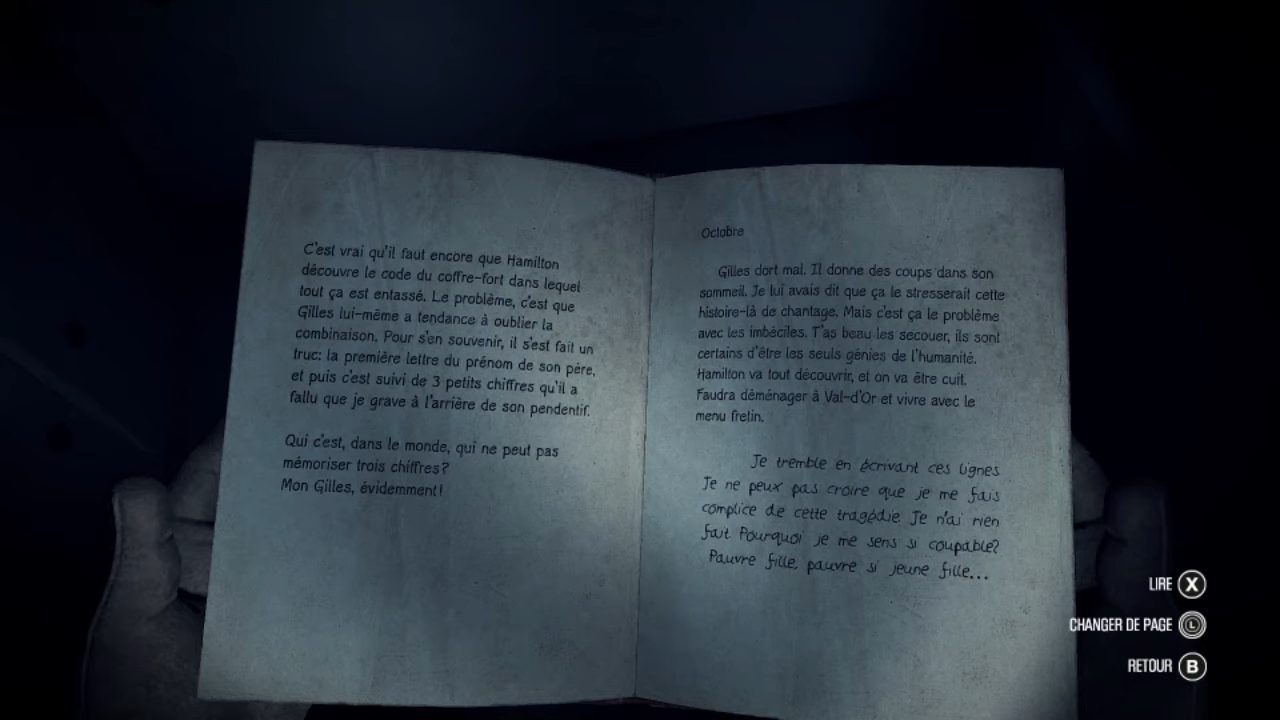 C'est vrai qu'il faut encore que Hamilton
découvre le code du coffre-fort dans lequel
tout ça est entassé. Le problème, c'est que
Gilles lui-même a tendance à oublier la
combinaison. Pour s'en souvenir, il s'est fait un
truc: la première lettre du prénom de son père,
et puis c'est suivi de 3 petits chiffres qu'il a
fallu que je grave à l'arrière de son pendentif.
Qui c'est, dans le monde, qui ne peut pas
mémoriser trois chiffres?
Mon Gilles, évidemment!
Octobre
Gilles dort mal. Il donne des coups dans son
sommeil. Je lui avais dit que ça le stresserait cette
histoire-là de chantage. Mais c'est ça le problème
avec les imbéciles. T'as beau les secouer, ils sont
certains d'être les seuls génies de l'humanité.
Hamilton va tout découvrir, et on va être cuit.
Faudra déménager à Val-d'Or et vivre avec le
menu fretin.
Je tremble en écrivant ces lignes
Je ne peux pas croire que je me fais
complice de cette tragédie. Je n'ai rien
fait. Pourquoi je me sens si coupable?
Pauvre fille, pauvre si jeune fille...
LIRE X
CHANGER DE PAGE L
RETOUR B